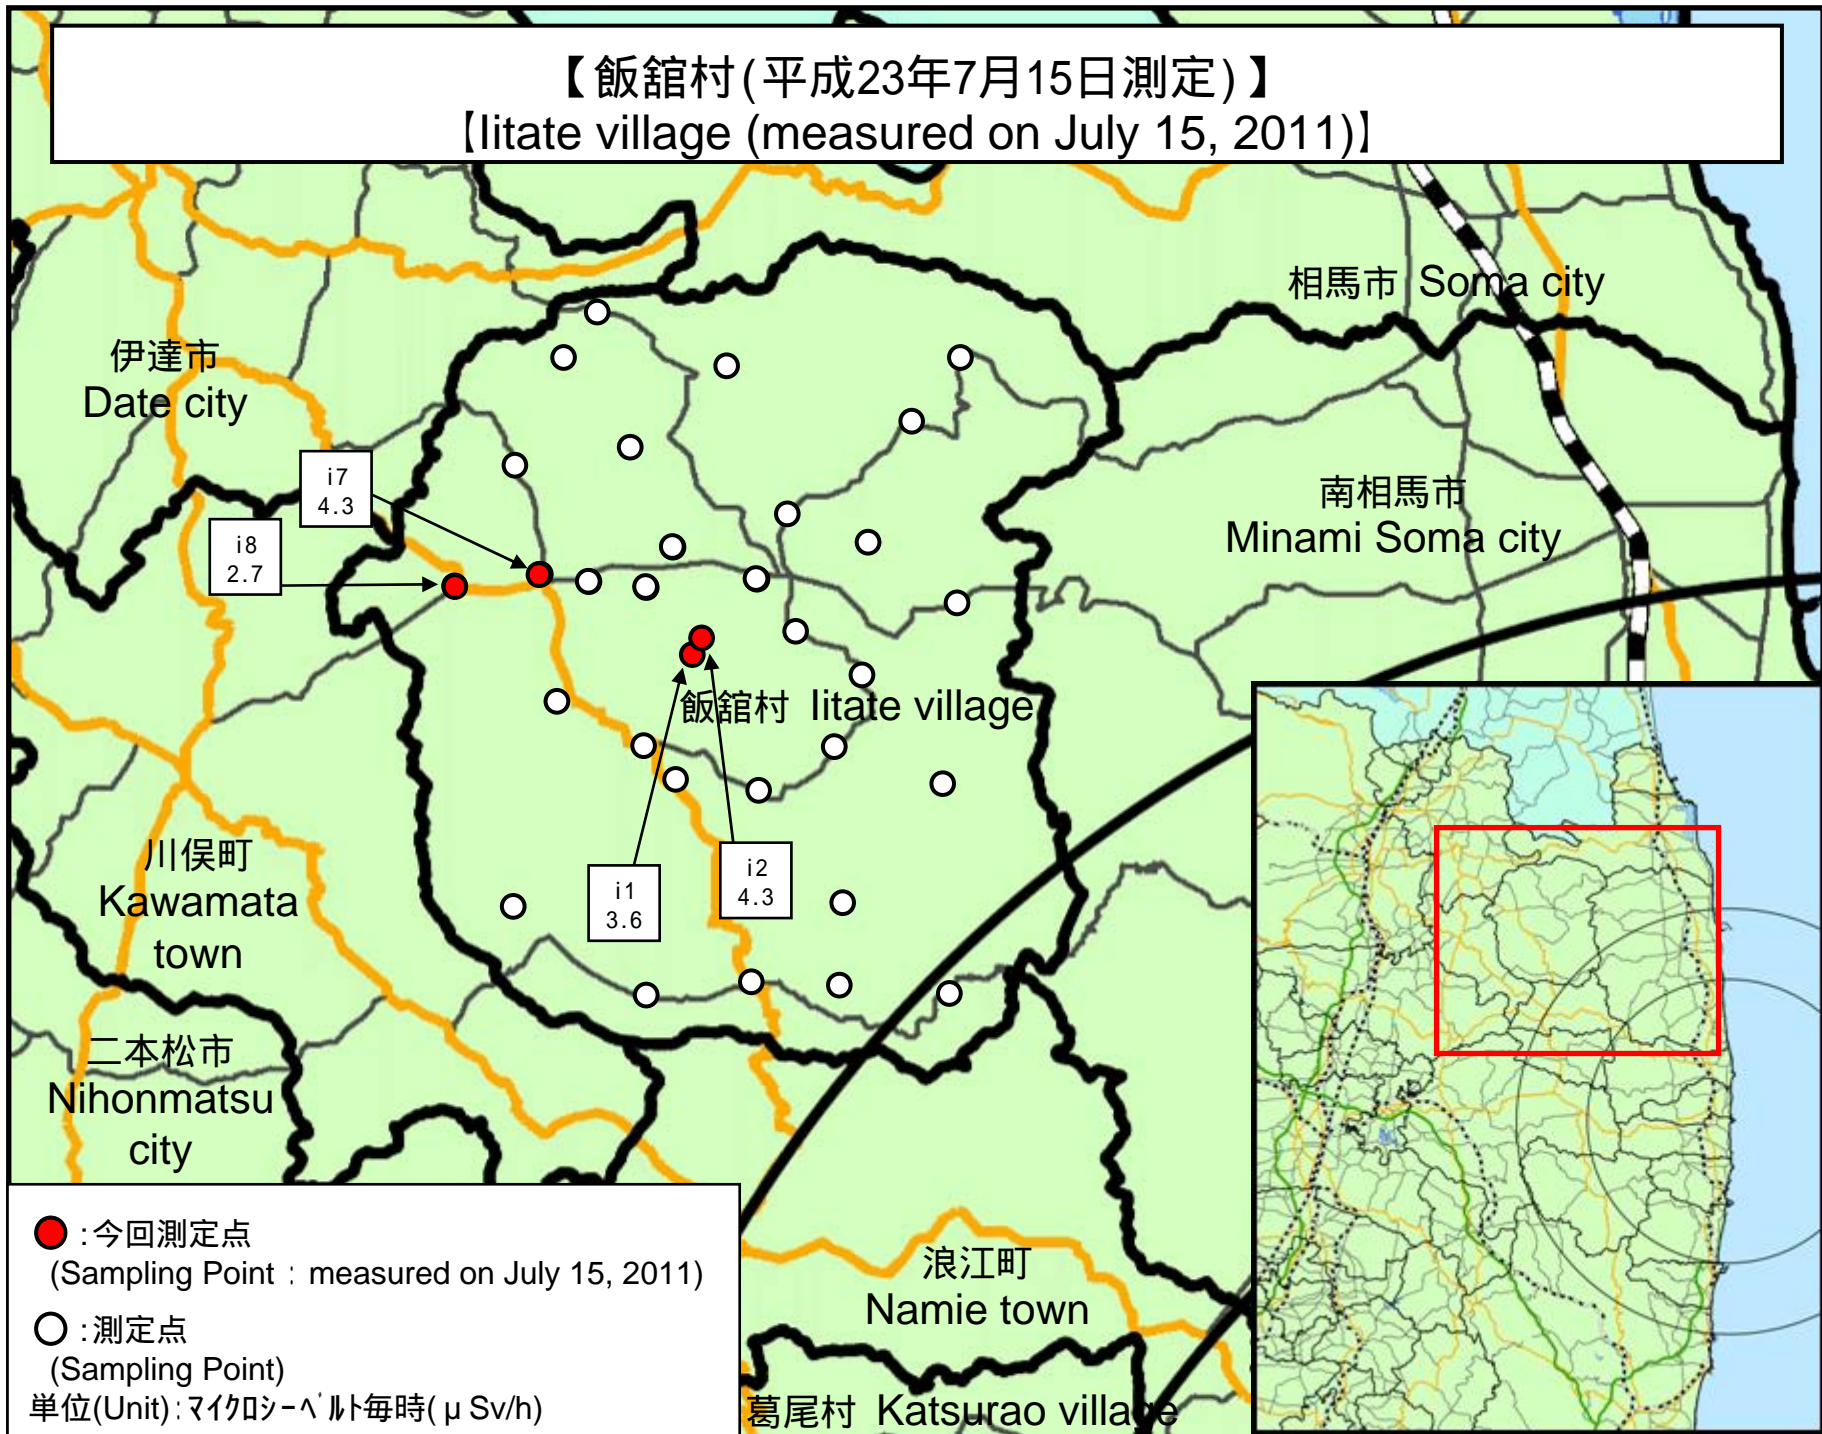 【飯舘村(平成23年7月15日測定)】
【Iitate village (measured on July 15, 2011)】
相馬市 Soma city
伊達市
Date city
i7
4.3
南相馬市
Minami Soma city
i8
2.7
飯舘村 Iitate village
川俣町
Kawamata
town
i1
3.6
i2
4.3
二本松市
Nihonmatsu
city
:今回測定点
(Sampling Point : measured on July 15, 2011)
:測定点
(Sampling Point)
単位(Unit):マイクロシーベルト毎時(μSv/h)
浪江町
Namie town
葛尾村 Katsurao village